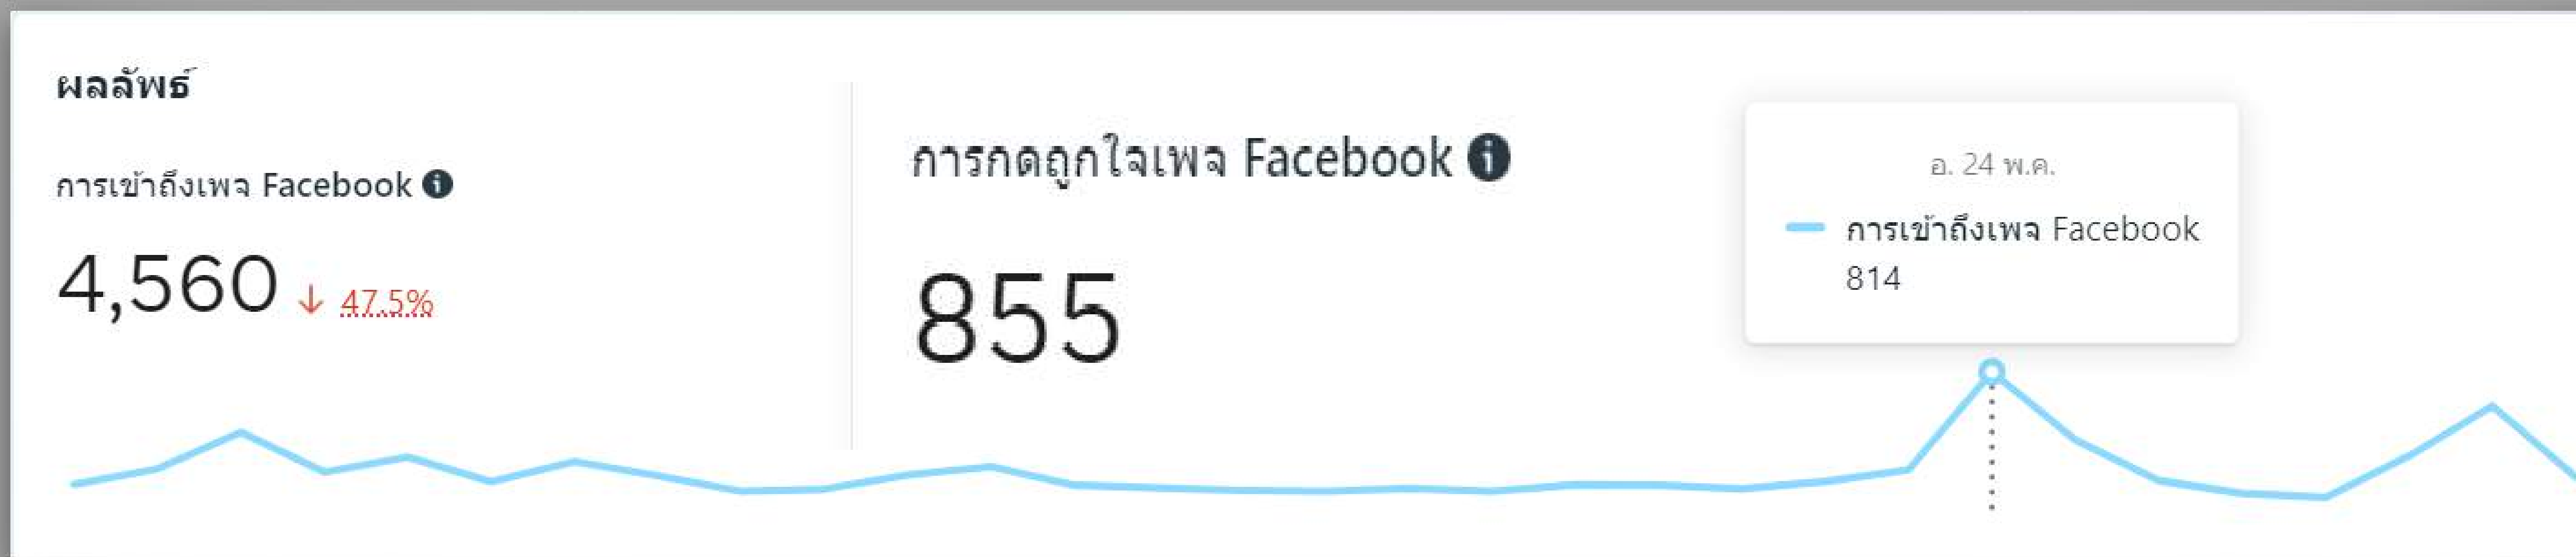 ผลลัพธ์
การเข้าถึงเพจ Facebook
4,560 ↓ 47.5%
การกดถูกใจเพจ Facebook
855
อ. 24 พ.ค.
การเข้าถึงเพจ Facebook
814